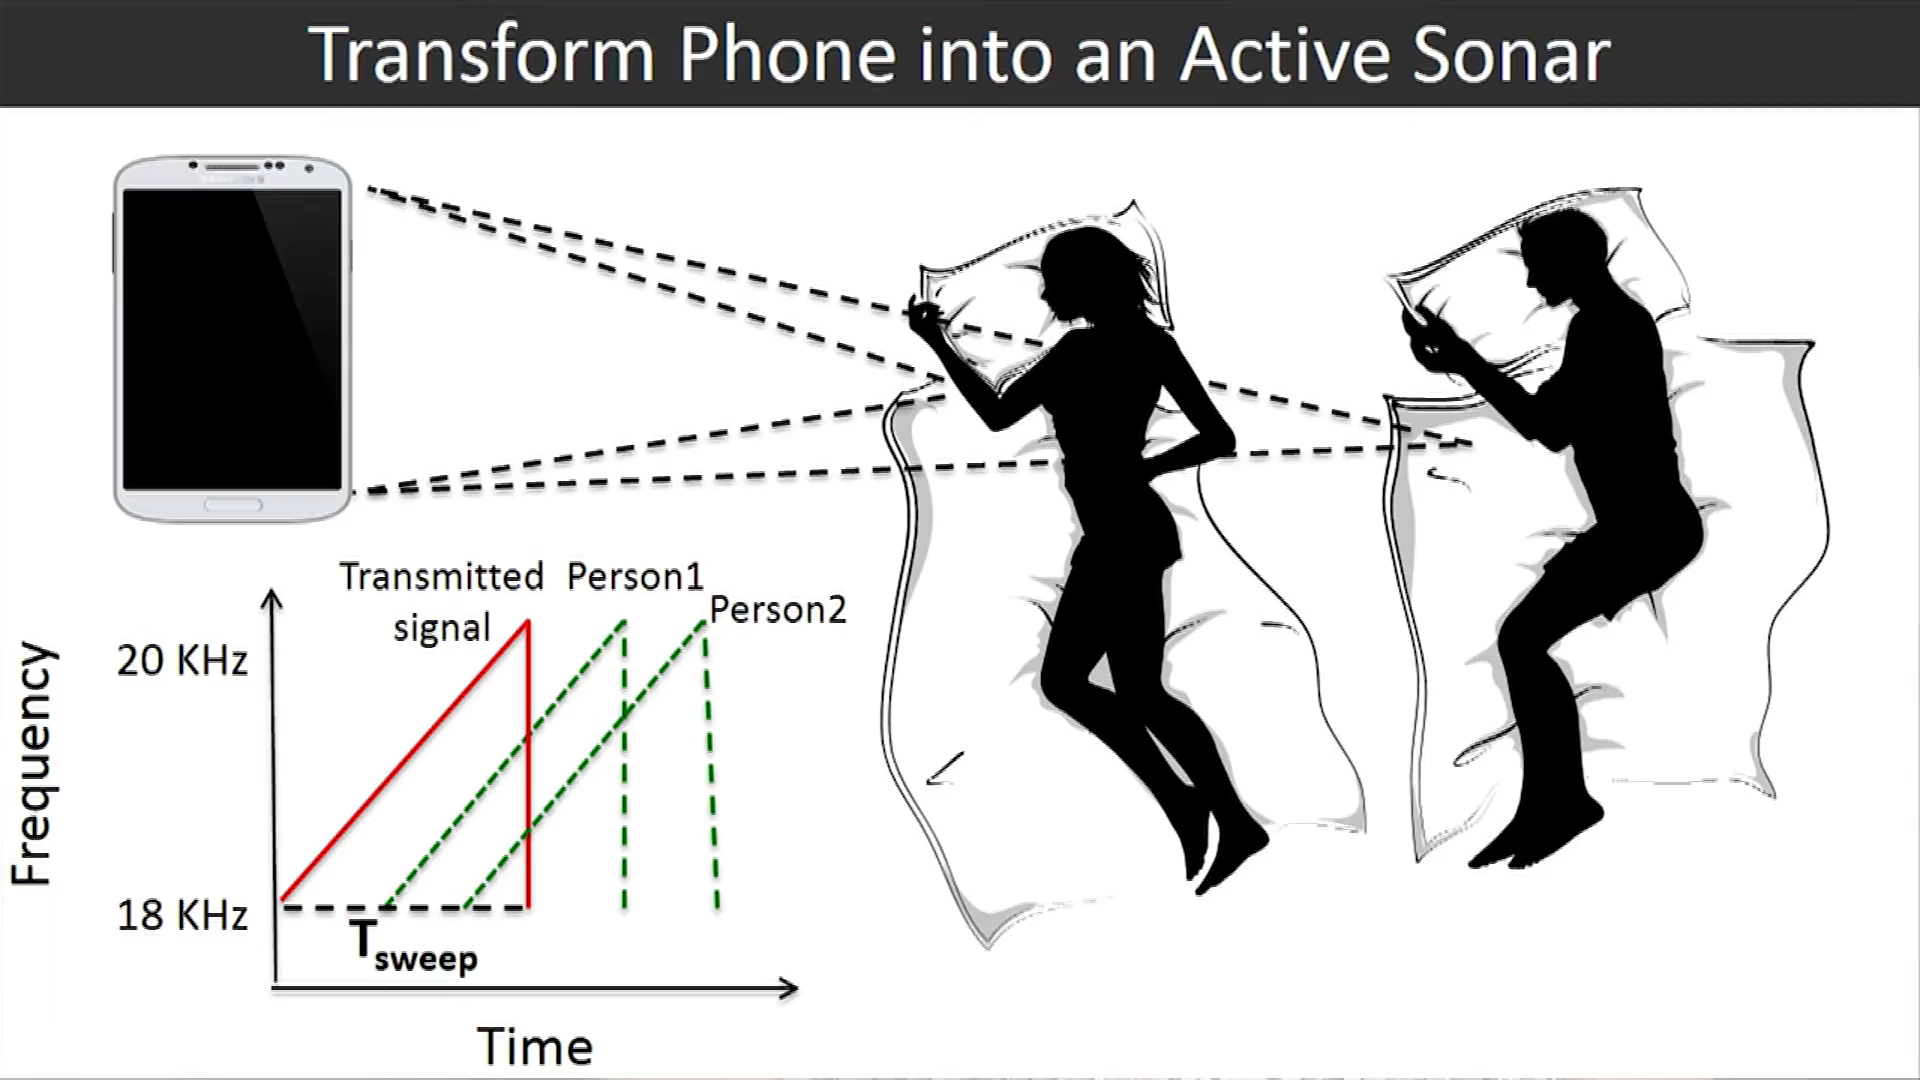 Transform Phone into an Active Sonar
Transmitted
signal
Person1
Person2
20 KHz
18 KHz
Frequency
Tsweep
Time